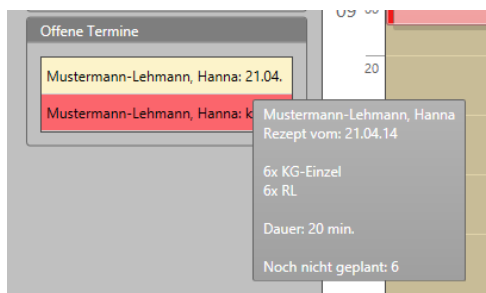 Offene Termine
Mustermann-Lehmann, Hanna: 21.04.
Mustermann-Lehmann, Hanna: k
Mustermann-Lehmann, Hanna
Rezept vom: 21.04.14
6x KG-Einzel
6x RL
Dauer: 20 min.
Noch nicht geplant: 6
09
20